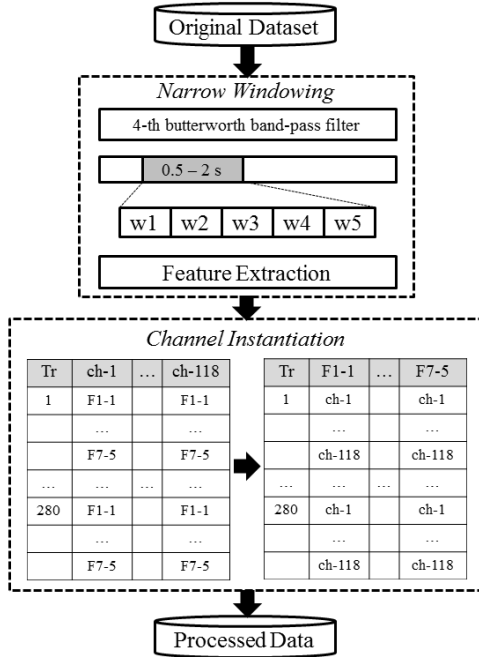 Original Dataset
Narrow Windowing
4-th butterworth band-pass filter
0.5 – 2 s
w1 w2 w3 w4 w5
Feature Extraction
Channel Instantiation
Tr ch-1 … ch-118
1 F1-1 F1-1
… …
F7-5 F7-5
… … … …
280 F1-1 F1-1
… …
F7-5 F7-5
Tr F1-1 … F7-5
1 ch-1 ch-1
… …
ch-118 ch-118
… … … …
280 ch-1 ch-1
… …
ch-118 ch-118
Processed Data